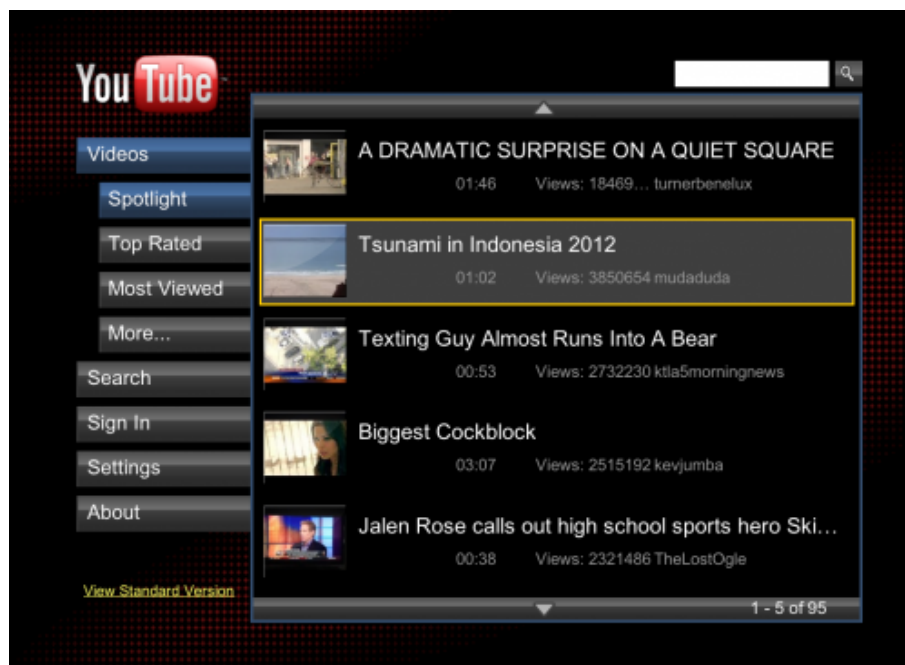 YouTube
Videos
Spotlight
Top Rated
Most Viewed
More...
Search
Sign In
Settings
About
View Standard Version
A DRAMATIC SURPRISE ON A QUIET SQUARE
01:46 Views: 18469... turnerbenelux
Tsunami in Indonesia 2012
01:02 Views: 3850654 mudaduda
Texting Guy Almost Runs Into A Bear
00:53 Views: 2732230 ktla5morningnews
Biggest Cockblock
03:07 Views: 2515192 kevjumba
Jalen Rose calls out high school sports hero Ski...
00:38 Views: 2321486 TheLostOgle
1 - 5 of 95